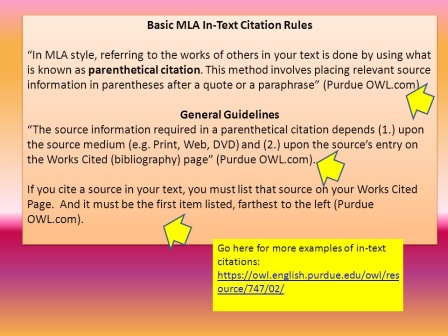 Basic MLA In-Text Citation Rules
“In MLA style, referring to the works of others in your text is done by using what
is known as parenthetical citation. This method involves placing relevant source
information in parentheses after a quote or a paraphrase” (Purdue OWL.com).
General Guidelines
“The source information required in a parenthetical citation depends (1.) upon
the source medium (e.g. Print, Web, DVD) and (2.) upon the source’s entry on
the Works Cited (bibliography) page” (Purdue OWL.com).
If you cite a source in your text, you must list that source on your Works Cited
Page. And it must be the first item listed, farthest to the left (Purdue
OWL.com).
Go here for more examples of in-text
citations:
https://owl.english.purdue.edu/owl/res
ource/747/02/